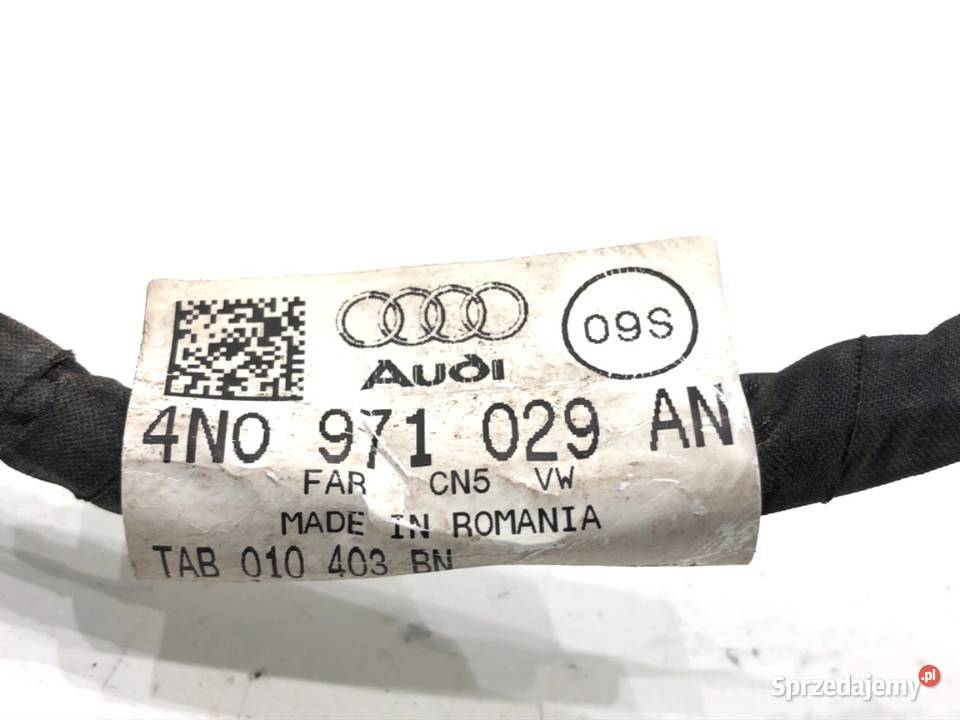 09S
Audi
4N0 971 029 AN
FAR CN5 VW
MADE IN ROMANIA
TAB 010 403 BN
Sprzedajemy.pl